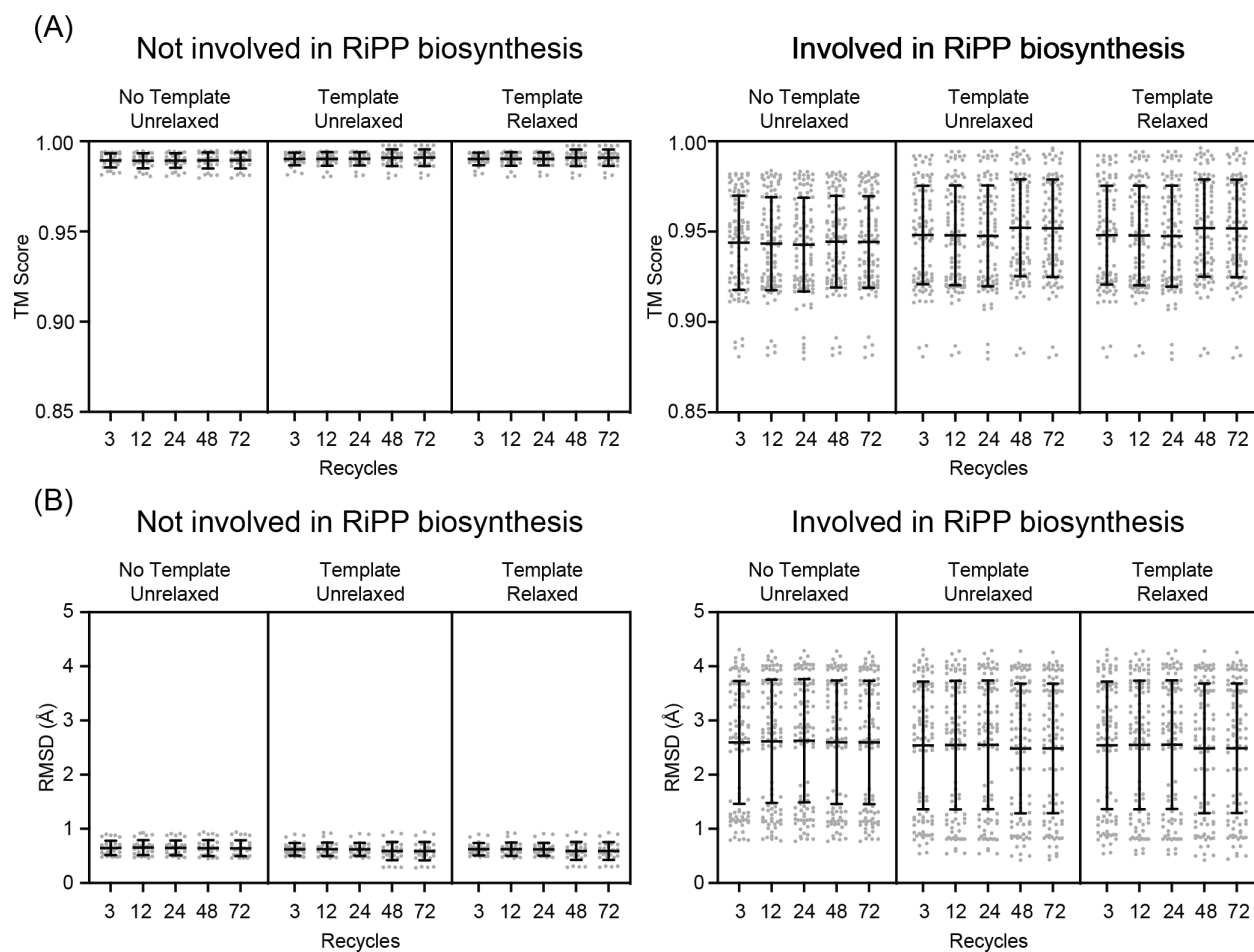 (A)
Not involved in RiPP biosynthesis
Involved in RiPP biosynthesis
No Template
Unrelaxed
Template
Unrelaxed
Template
Relaxed
No Template
Unrelaxed
Template
Unrelaxed
Template
Relaxed
TM Score
1.00
0.95
0.90
0.85
3 12 24 48 72 3 12 24 48 72 3 12 24 48 72
Recycles
TM Score
1.00
0.95
0.90
0.85
3 12 24 48 72 3 12 24 48 72 3 12 24 48 72
Recycles
(B)
Not involved in RiPP biosynthesis
Involved in RiPP biosynthesis
No Template
Unrelaxed
Template
Unrelaxed
Template
Relaxed
No Template
Unrelaxed
Template
Unrelaxed
Template
Relaxed
RMSD (Å)
5
4
3
2
1
0
3 12 24 48 72 3 12 24 48 72 3 12 24 48 72
Recycles
RMSD (Å)
5
4
3
2
1
0
3 12 24 48 72 3 12 24 48 72 3 12 24 48 72
Recycles